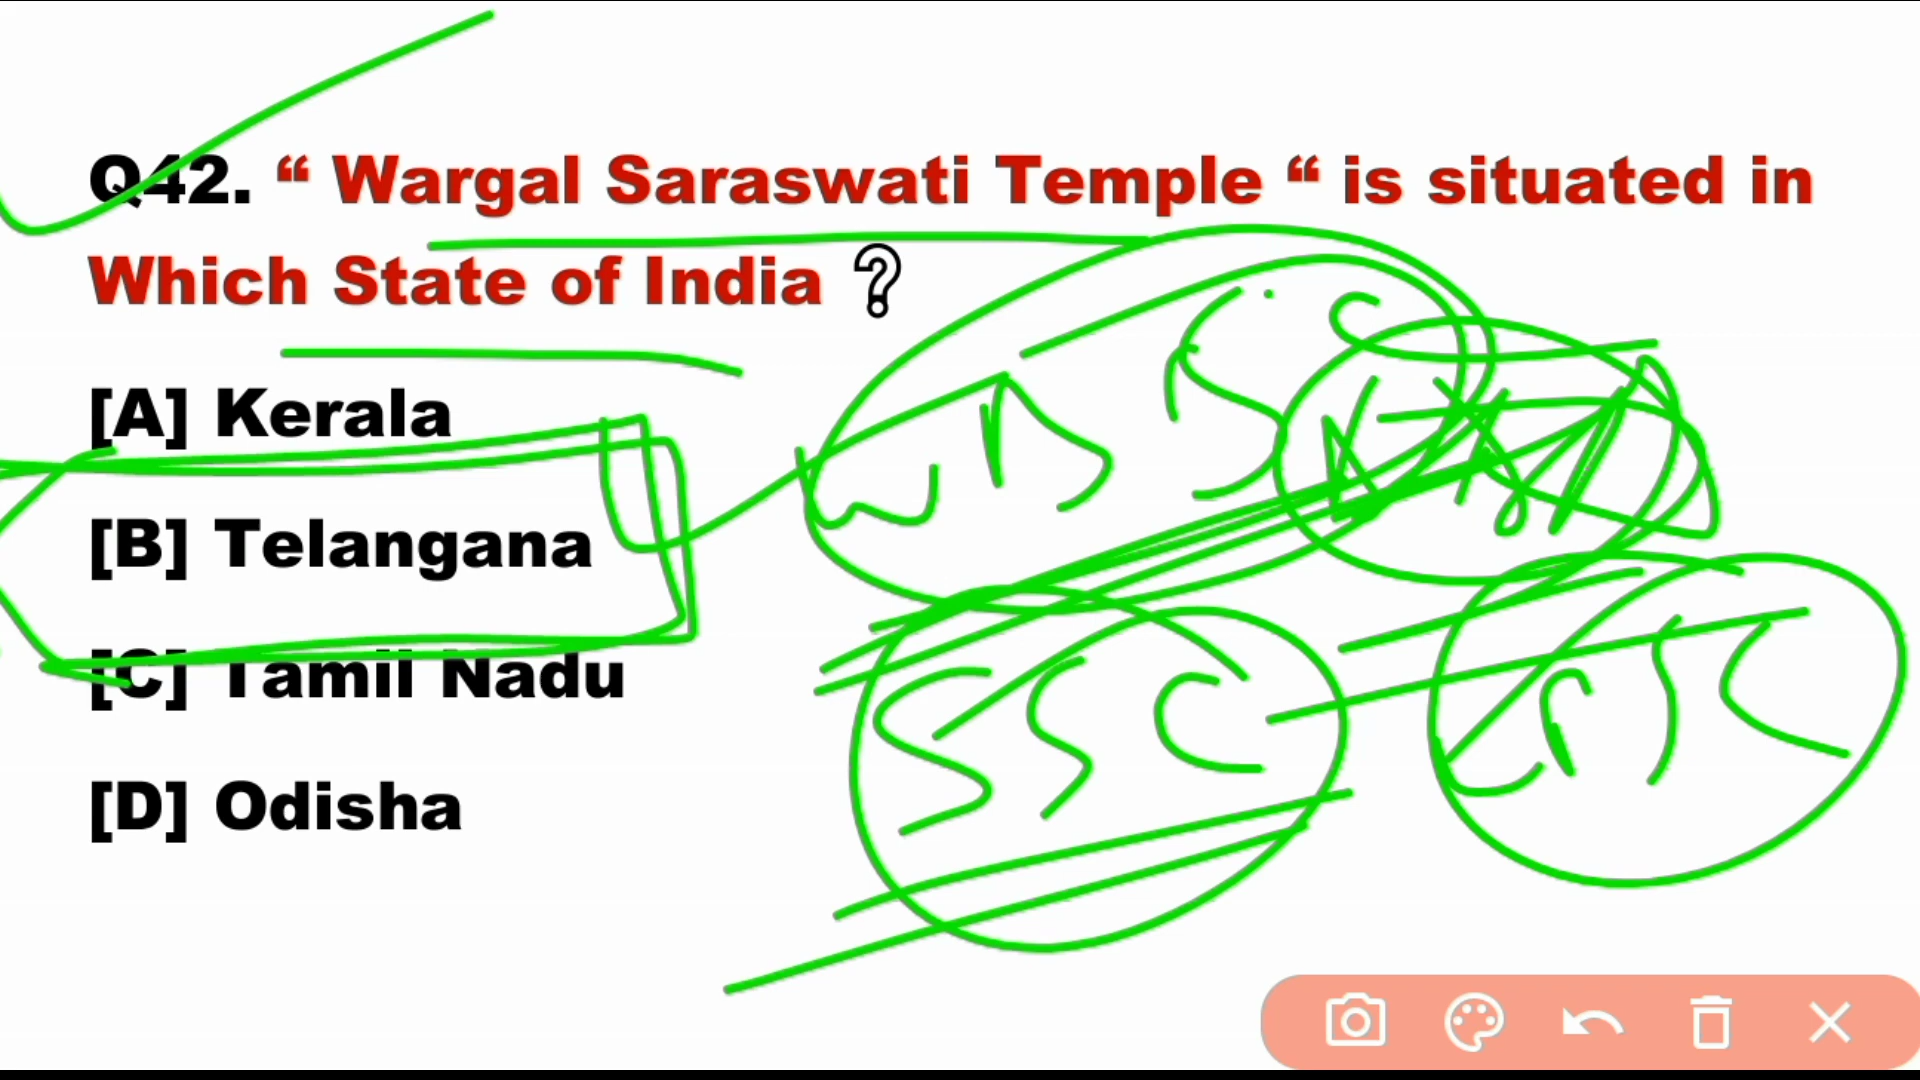 Q42. “ Wargal Saraswati Temple “ is situated in
Which State of India ?
[A] Kerala
[B] Telangana
[C] Tamil Nadu
[D] Odisha
SSC